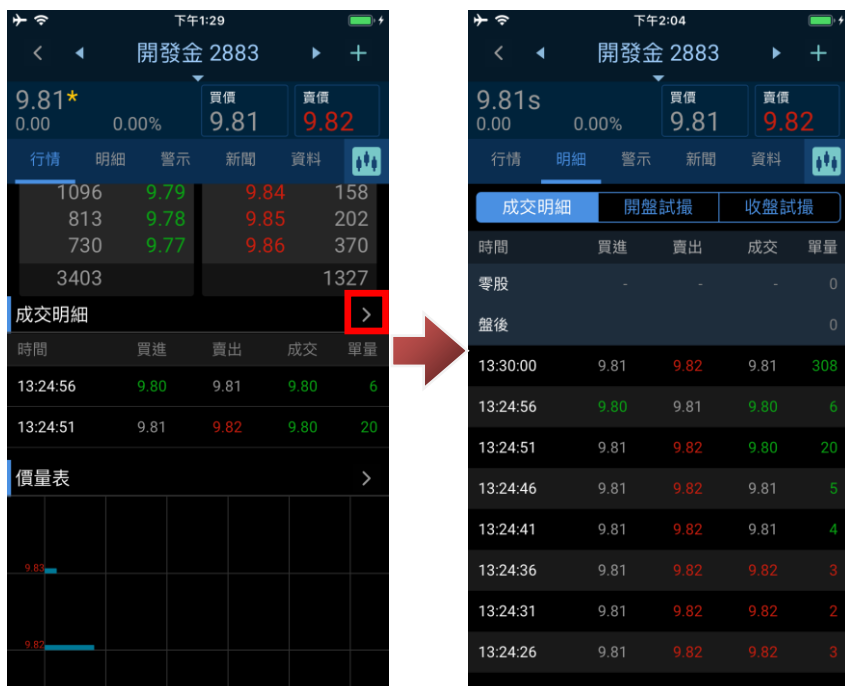 下午1:29
開發金 2883
9.81*
0.00 0.00%
買價
9.81
賣價
9.82
行情 明細 警示 新聞 資料
1096 9.79 9.84 158
813 9.78 9.85 202
730 9.77 9.86 370
3403 1327
成交明細
時間 買進 賣出 成交 單量
13:24:56 9.80 9.81 9.80 6
13:24:51 9.81 9.82 9.80 20
價量表
9.83
9.82
下午2:04
開發金 2883
9.81s
0.00 0.00%
買價
9.81
賣價
9.82
行情 明細 警示 新聞 資料
成交明細 開盤試撮 收盤試撮
時間 買進 賣出 成交 單量
零股 - - - 0
盤後 0
13:30:00 9.81 9.82 9.81 308
13:24:56 9.80 9.81 9.80 6
13:24:51 9.81 9.82 9.80 20
13:24:46 9.81 9.82 9.81 5
13:24:41 9.81 9.82 9.81 4
13:24:36 9.81 9.82 9.82 3
13:24:31 9.81 9.82 9.82 2
13:24:26 9.81 9.82 9.82 3